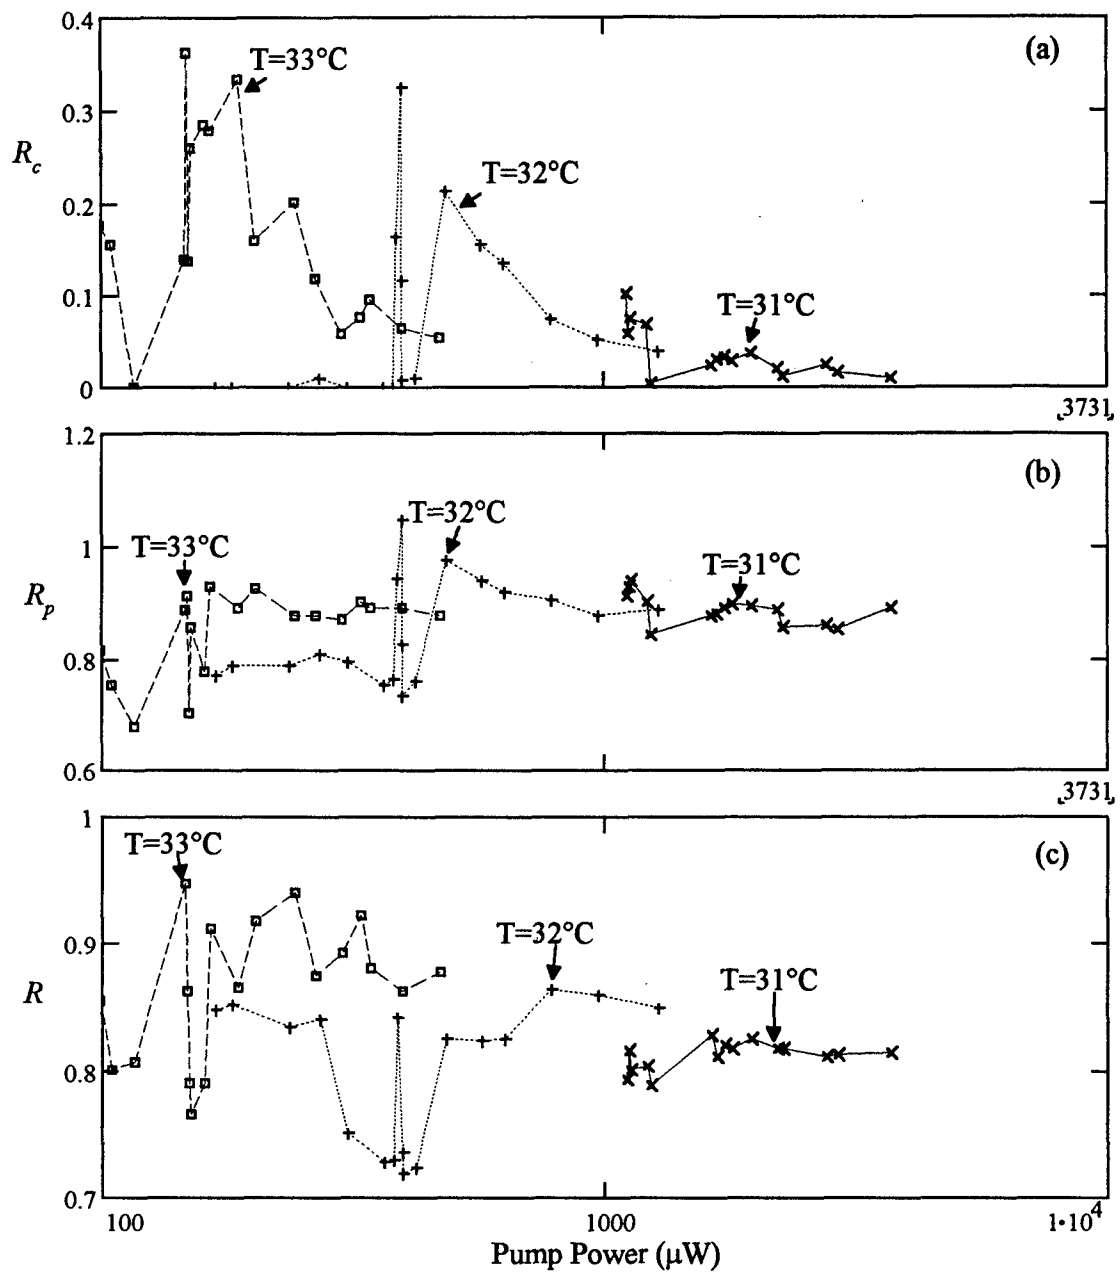 0.4
(a)
T=33°C
0.3
R_c
T=32°C
0.2
T=31°C
0.1
0
⌞3731⌟
1.2
(b)
T=32°C
T=33°C
1
T=31°C
R_p
0.8
0.6
⌞3731⌟
1
T=33°C
(c)
0.9
T=32°C
T=31°C
R
0.8
0.7
100
1000
1·10^4
Pump Power (μW)